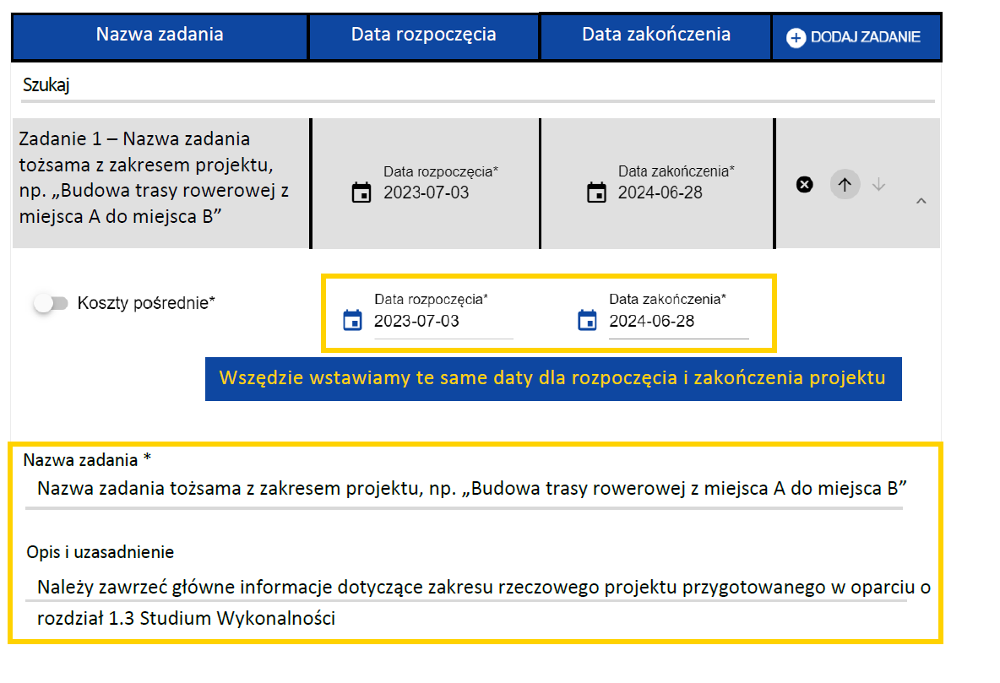 Nazwa zadania
Data rozpoczęcia
Data zakończenia
DODAJ ZADANIE
Szukaj
Zadanie 1 – Nazwa zadania
tożsama z zakresem projektu,
np. „Budowa trasy rowerowej z
miejsca A do miejsca B”
Data rozpoczęcia*
2023-07-03
Data zakończenia*
2024-06-28
Koszty pośrednie*
Data rozpoczęcia*
2023-07-03
Data zakończenia*
2024-06-28
Wszędzie wstawiamy te same daty dla rozpoczęcia i zakończenia projektu
Nazwa zadania *
Nazwa zadania tożsama z zakresem projektu, np. „Budowa trasy rowerowej z miejsca A do miejsca B”
Opis i uzasadnienie
Należy zawrzeć główne informacje dotyczące zakresu rzeczowego projektu przygotowanego w oparciu o
rozdział 1.3 Studium Wykonalności